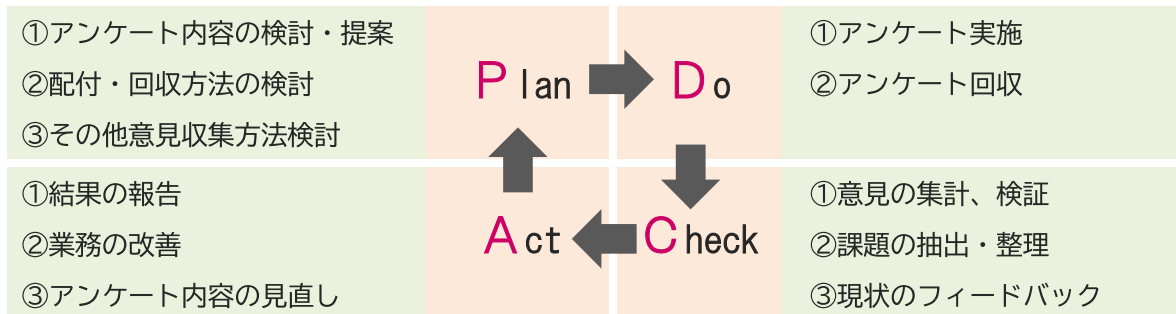 ①アンケート内容の検討・提案
②配付・回収方法の検討
③その他意見収集方法検討
Plan
Do
①アンケート実施
②アンケート回収
①結果の報告
②業務の改善
③アンケート内容の見直し
Act
Check
①意見の集計、検証
②課題の抽出・整理
③現状のフィードバック